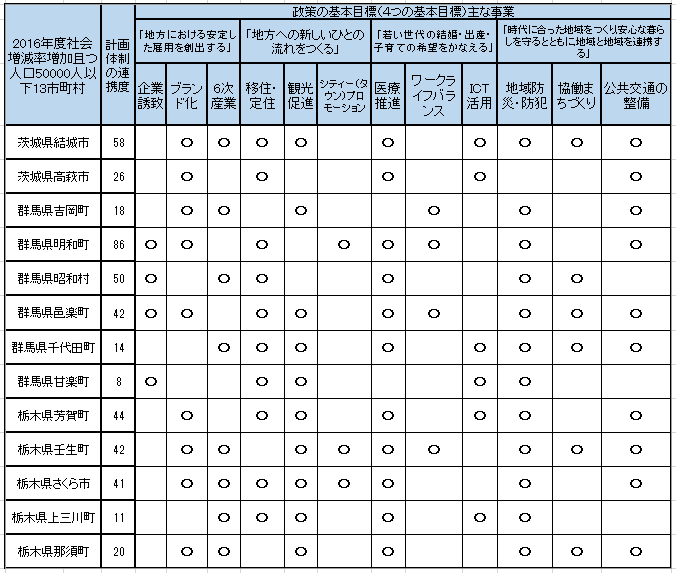 2016年度社会増減率増加且つ人口50000人以下13市町村
計画体制の連携度
政策の基本目標(4つの基本目標)主な事業
「地方における安定した雇用を創出する」
「地方への新しいひとの流れをつくる」
「若い世代の結婚・出産・子育ての希望をかなえる」
「時代に合った地域をつくり安心な暮らしを守るとともに地域と地域を連携する」
企業誘致
ブランド化
6次産業
移住・定住
観光促進
シティー(タウン)プロモーション
医療推進
ワークライフバランス
ICT活用
地域防災・防犯
協働まちづくり
公共交通の整備
茨城県結城市 58 ○ ○ ○ ○ ○ ○ ○ ○ ○
茨城県高萩市 26 ○ ○ ○ ○ ○
群馬県吉岡町 18 ○ ○ ○ ○ ○ ○
群馬県明和町 86 ○ ○ ○ ○ ○ ○ ○ ○
群馬県昭和村 50 ○ ○ ○ ○ ○ ○
群馬県邑楽町 42 ○ ○ ○ ○ ○ ○ ○ ○ ○
群馬県千代田町 14 ○ ○ ○ ○ ○ ○ ○ ○
群馬県甘楽町 8 ○ ○ ○ ○ ○
栃木県芳賀町 44 ○ ○ ○ ○ ○ ○ ○
栃木県壬生町 42 ○ ○ ○ ○ ○ ○ ○ ○ ○
栃木県さくら市 41 ○ ○ ○ ○ ○ ○ ○ ○
栃木県上三川町 11 ○ ○ ○ ○ ○ ○
栃木県那須町 20 ○ ○ ○ ○ ○ ○ ○